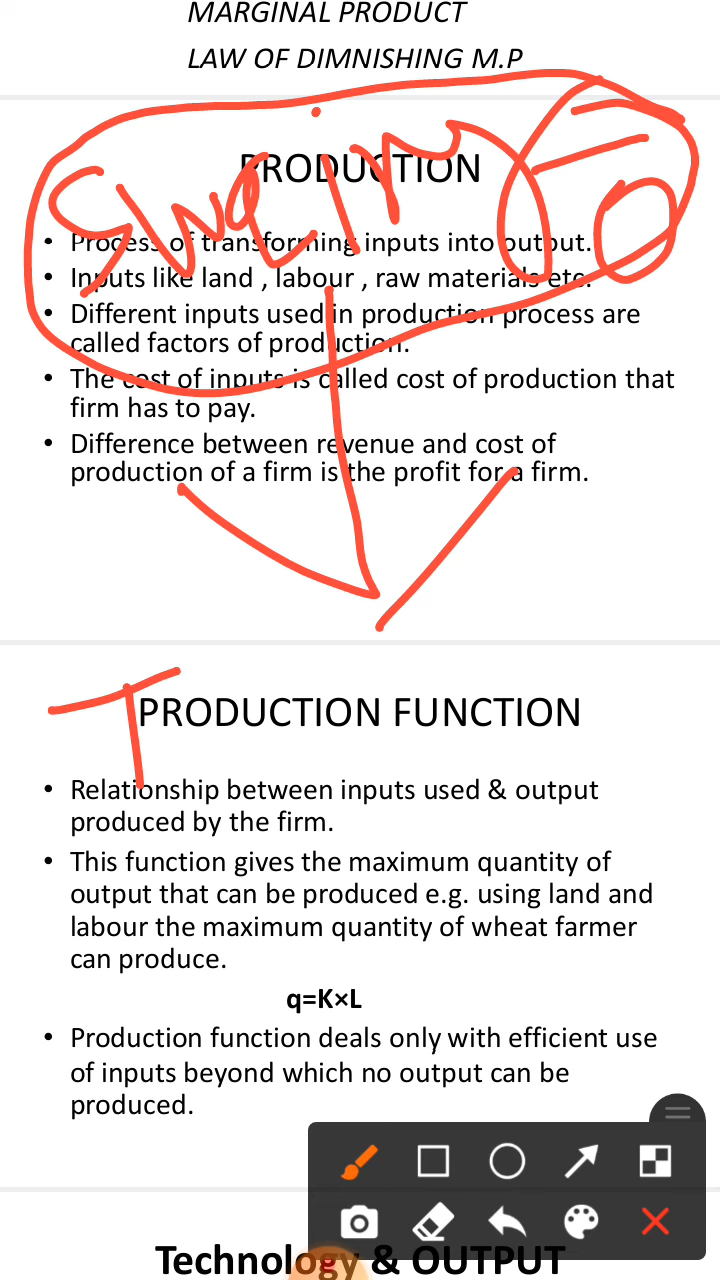 MARGINAL PRODUCT
LAW OF DIMNISHING M.P
PRODUCTION
• Process of transforming inputs into output.
• Inputs like land , labour , raw materials etc.
• Different inputs used in production process are
called factors of production.
• The cost of inputs is called cost of production that
firm has to pay.
• Difference between revenue and cost of
production of a firm is the profit for a firm.
T
PRODUCTION FUNCTION
• Relationship between inputs used & output
produced by the firm.
• This function gives the maximum quantity of
output that can be produced e.g. using land and
labour the maximum quantity of wheat farmer
can produce.
q=K×L
• Production function deals only with efficient use
of inputs beyond which no output can be
produced.
Technology & OUTPUT